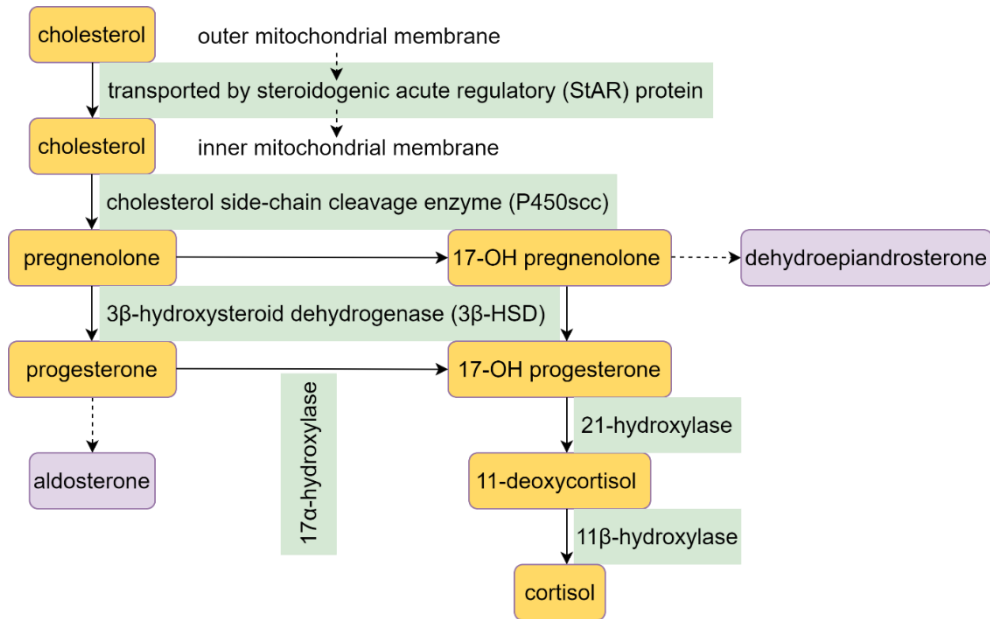 cholesterol
outer mitochondrial membrane
transported by steroidogenic acute regulatory (StAR) protein
cholesterol
inner mitochondrial membrane
cholesterol side-chain cleavage enzyme (P450scc)
pregnenolone
17-OH pregnenolone
dehydroepiandrosterone
3β-hydroxysteroid dehydrogenase (3β-HSD)
progesterone
17-OH progesterone
17α-hydroxylase
21-hydroxylase
aldosterone
11-deoxycortisol
11β-hydroxylase
cortisol